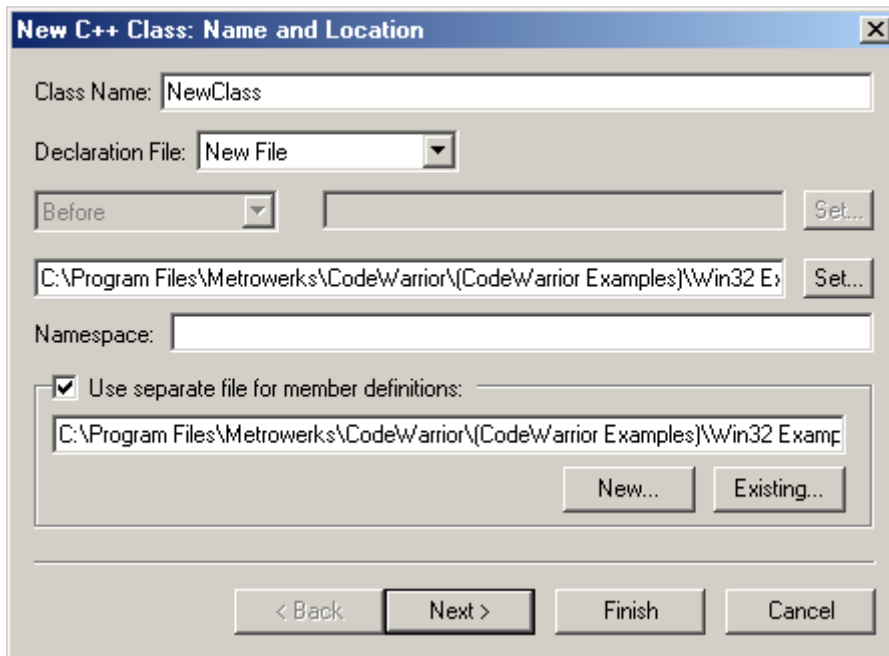 New C++ Class: Name and Location
Class Name: NewClass
Declaration File: New File
Before Set...
C:\Program Files\Metrowerks\CodeWarrior\(CodeWarrior Examples)\Win32 Ex Set...
Namespace:
Use separate file for member definitions:
C:\Program Files\Metrowerks\CodeWarrior\(CodeWarrior Examples)\Win32 Examp
New... Existing...
< Back Next > Finish Cancel